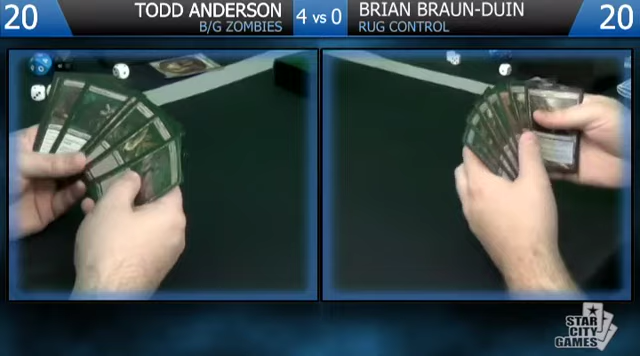 20
TODD ANDERSON
B/G ZOMBIES
4 vs 0
BRIAN BRAUN-DUIN
RUG CONTROL
20
STAR
CITY
GAMES